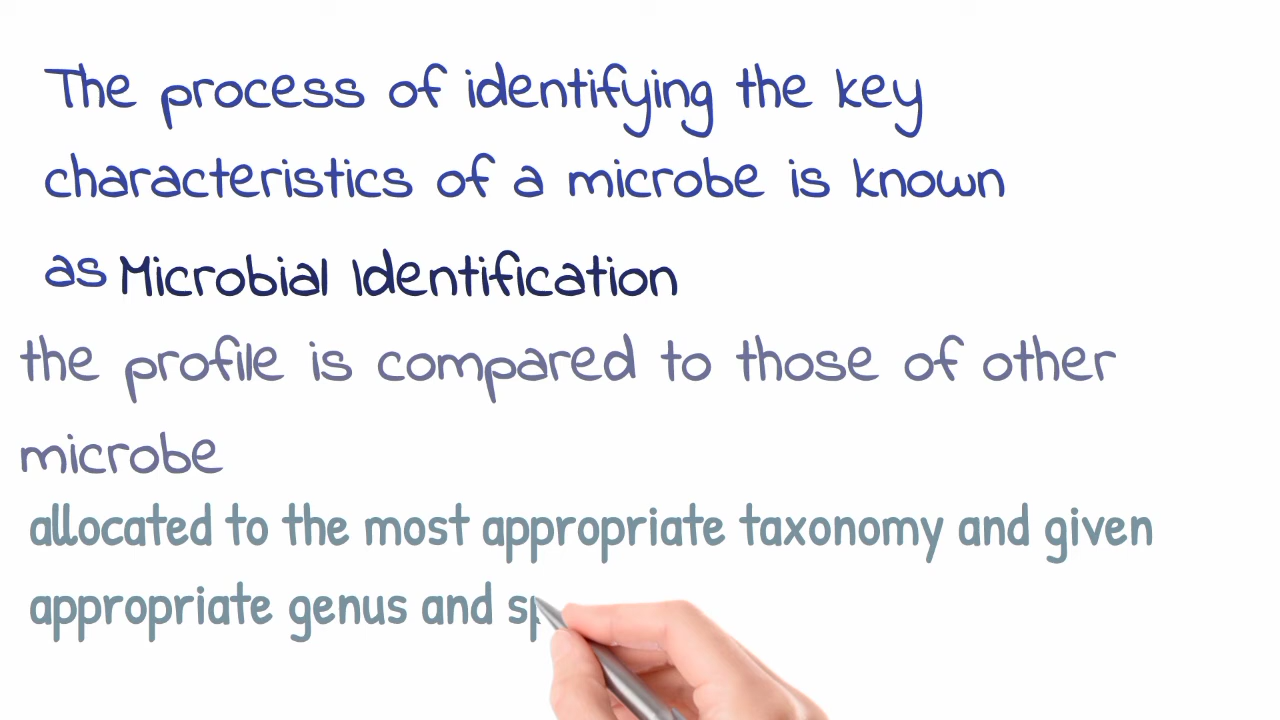 The process of identifying the key
characteristics of a microbe is known
as Microbial Identification
the profile is compared to those of other
microbe
allocated to the most appropriate taxonomy and given
appropriate genus and sp